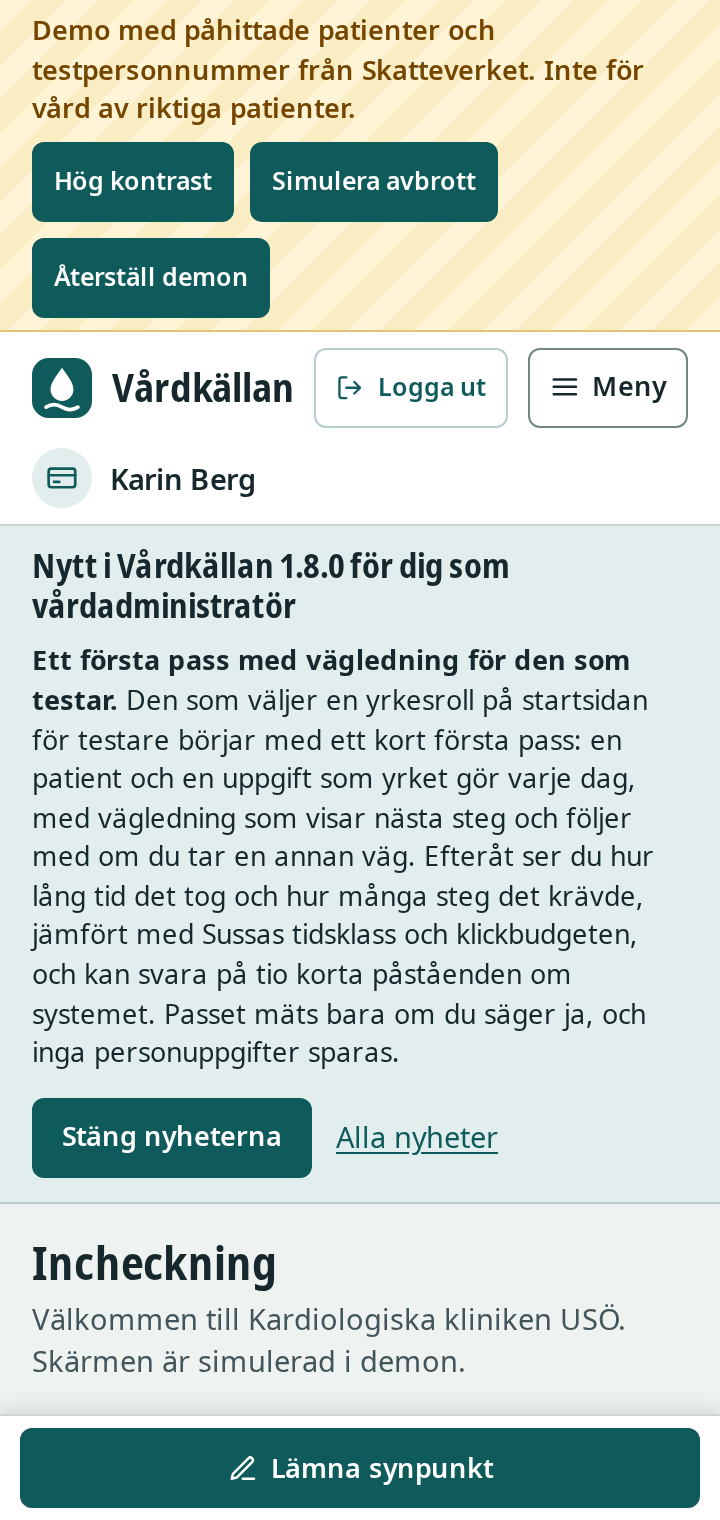 Demo med påhittade patienter och
testpersonnummer från Skatteverket. Inte för
vård av riktiga patienter.
Hög kontrast
Simulera avbrott
Återställ demon
Vårdkällan
Logga ut
Meny
Karin Berg
Nytt i Vårdkällan 1.8.0 för dig som
vårdadministratör
Ett första pass med vägledning för den som
testar. Den som väljer en yrkesroll på startsidan
för testare börjar med ett kort första pass: en
patient och en uppgift som yrket gör varje dag,
med vägledning som visar nästa steg och följer
med om du tar en annan väg. Efteråt ser du hur
lång tid det tog och hur många steg det krävde,
jämfört med Sussas tidsklass och klickbudgeten,
och kan svara på tio korta påståenden om
systemet. Passet mäts bara om du säger ja, och
inga personuppgifter sparas.
Stäng nyheterna
Alla nyheter
Incheckning
Välkommen till Kardiologiska kliniken USÖ.
Skärmen är simulerad i demon.
Lämna synpunkt